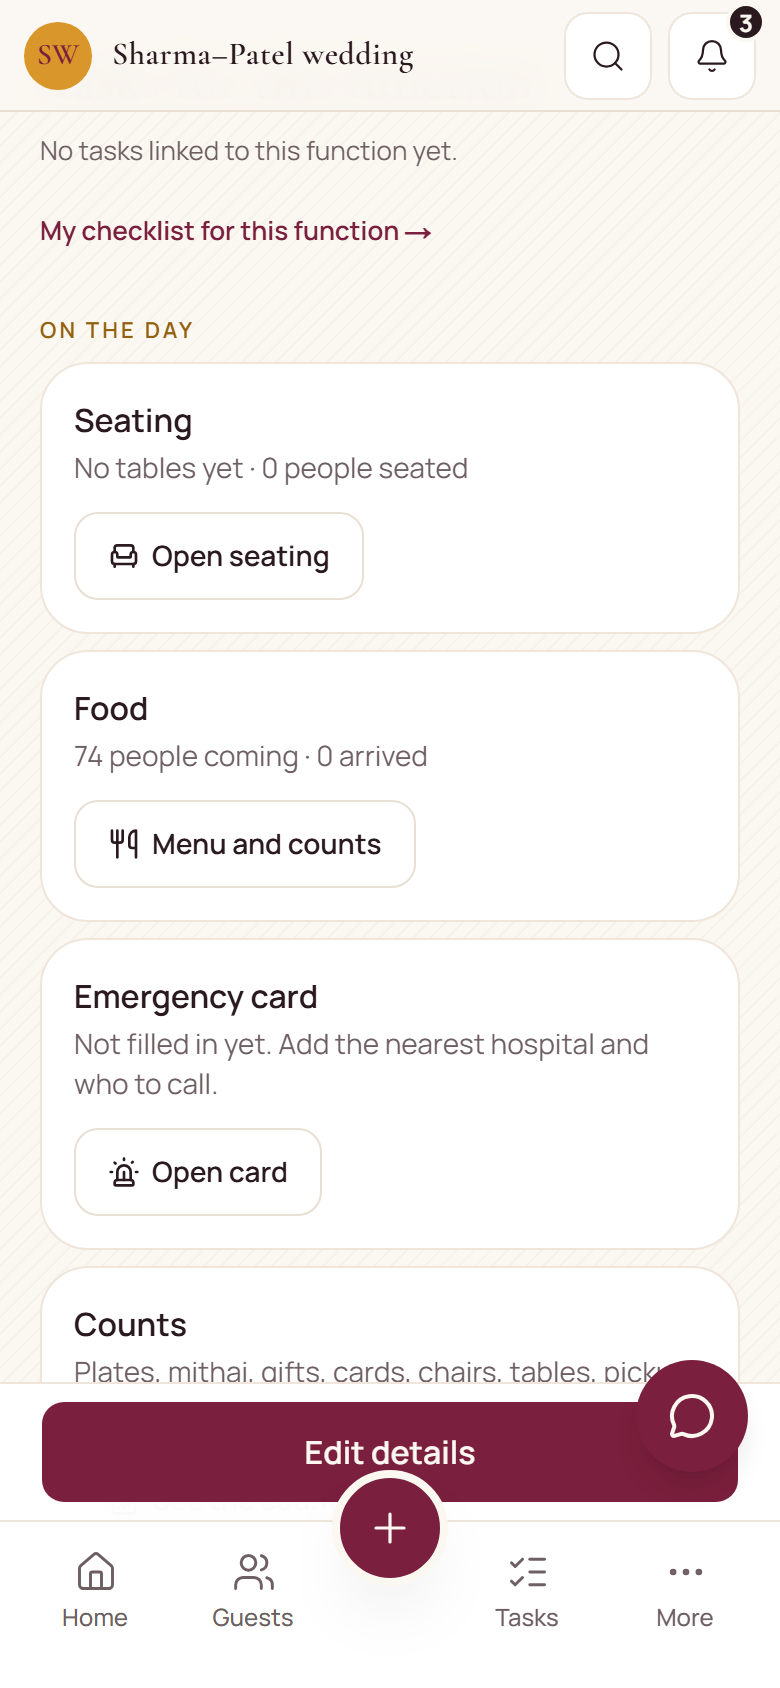 SW
Sharma–Patel wedding
3
No tasks linked to this function yet.
My checklist for this function →
ON THE DAY
Seating
No tables yet · 0 people seated
Open seating
Food
74 people coming · 0 arrived
Menu and counts
Emergency card
Not filled in yet. Add the nearest hospital and
who to call.
Open card
Counts
Plates, mithai, gifts, cards, chairs, tables,
Edit details
Home
Guests
Tasks
More